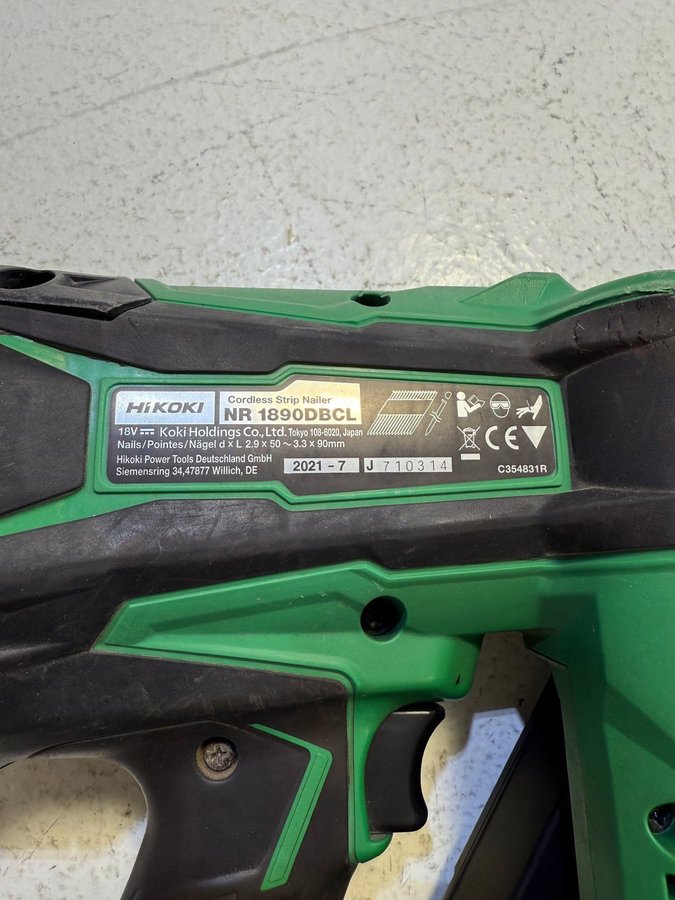 HiKOKI
Cordless Strip Nailer
NR 1890DBCL
18V ⎓ Koki Holdings Co., Ltd. Tokyo 108-6020, Japan
Nails/Pointes/Nägel d x L 2.9 x 50 ~ 3.3 x 90mm
Hikoki Power Tools Deutschland GmbH
Siemensring 34,47877 Willich, DE
2021 - 7 J 710314
CE
C354831R